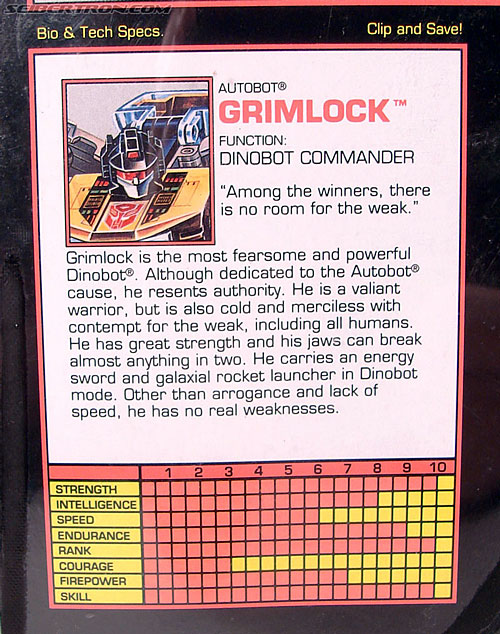 SEIBERTRON.COM
Bio & Tech Specs.
Clip and Save!
AUTOBOT®
GRIMLOCK™
FUNCTION:
DINOBOT COMMANDER
“Among the winners, there
is no room for the weak.”
Grimlock is the most fearsome and powerful
Dinobot®. Although dedicated to the Autobot®
cause, he resents authority. He is a valiant
warrior, but is also cold and merciless with
contempt for the weak, including all humans.
He has great strength and his jaws can break
almost anything in two. He carries an energy
sword and galaxial rocket launcher in Dinobot
mode. Other than arrogance and lack of
speed, he has no real weaknesses.
1 2 3 4 5 6 7 8 9 10
STRENGTH
INTELLIGENCE
SPEED
ENDURANCE
RANK
COURAGE
FIREPOWER
SKILL